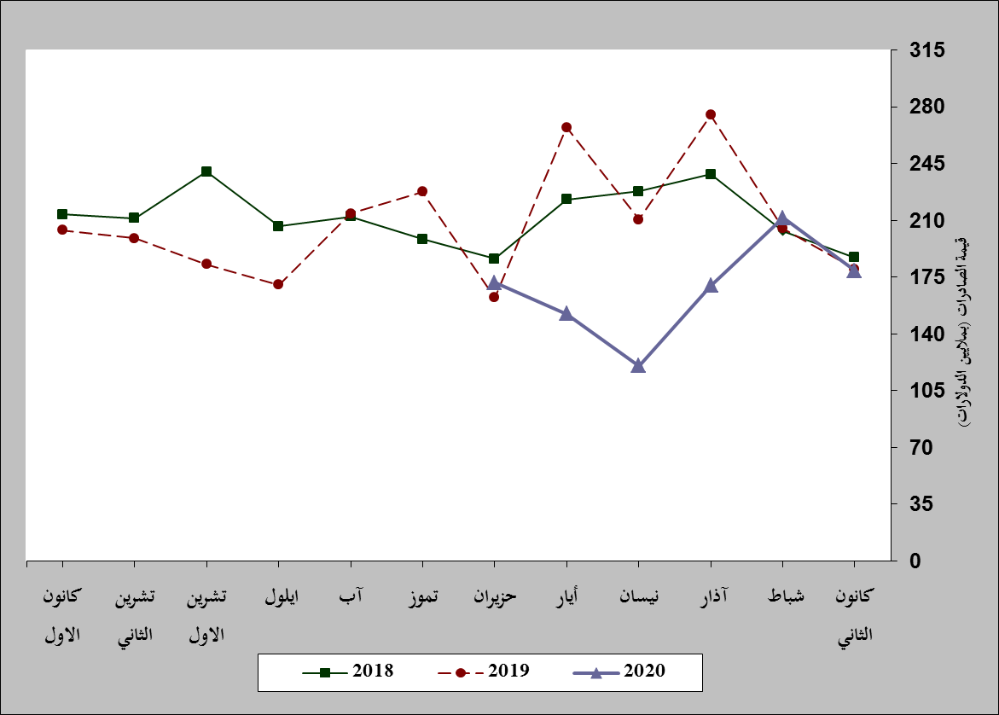 315
280
245
210
175
140
105
70
35
0
قيمة الصادرات (بملايين الدولارات)
كانون الثاني
شباط
آذار
نيسان
أيار
حزيران
تموز
آب
ايلول
تشرين الاول
تشرين الثاني
كانون الاول
2018
2019
2020